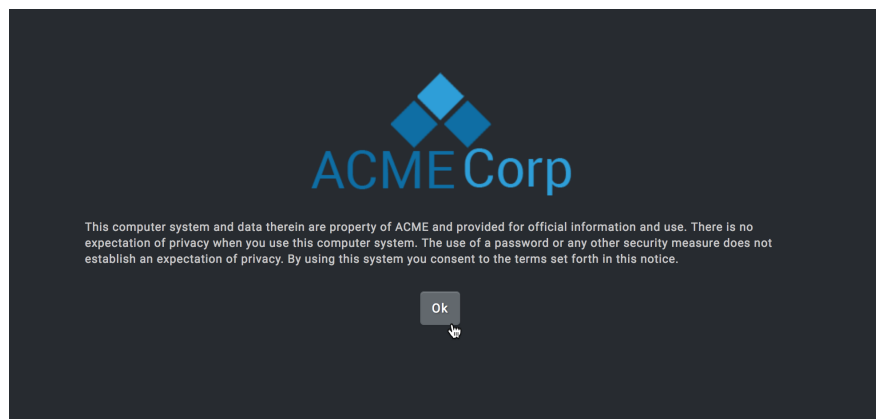 ACME Corp
This computer system and data therein are property of ACME and provided for official information and use. There is no
expectation of privacy when you use this computer system. The use of a password or any other security measure does not
establish an expectation of privacy. By using this system you consent to the terms set forth in this notice.
Ok